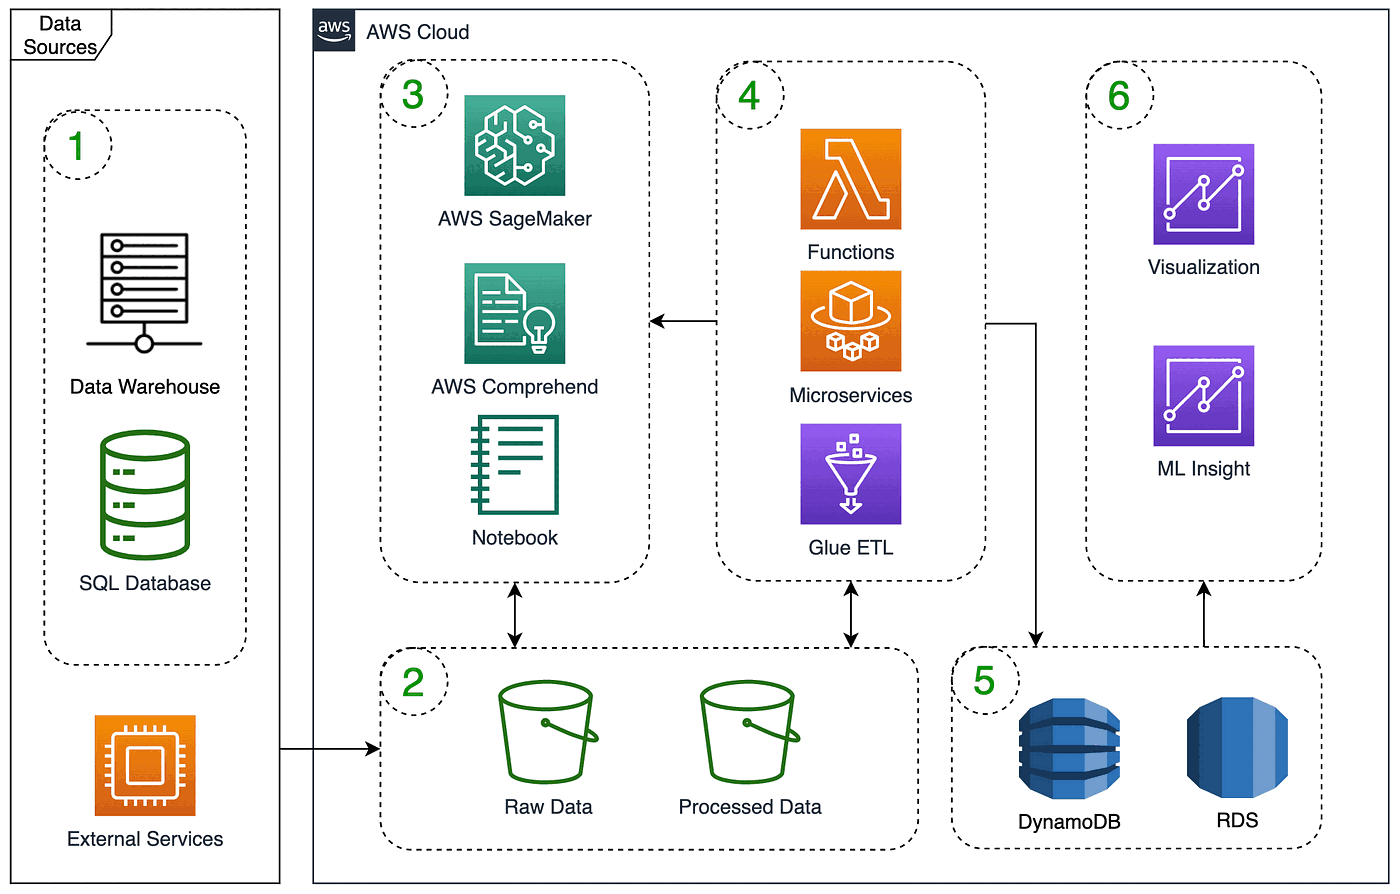 Data
Sources
aws
AWS Cloud
1
Data Warehouse
SQL Database
External Services
3
AWS SageMaker
AWS Comprehend
Notebook
4
Functions
Microservices
Glue ETL
6
Visualization
ML Insight
2
Raw Data
Processed Data
5
DynamoDB
RDS